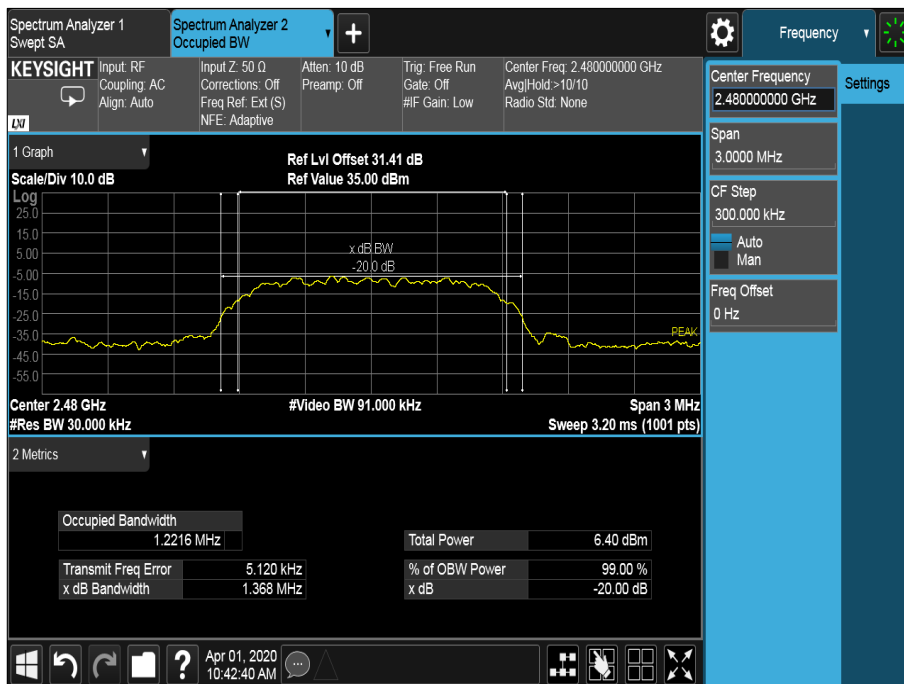 Spectrum Analyzer 1
Swept SA
Spectrum Analyzer 2
Occupied BW
Frequency
KEYSIGHT
LXI
Input: RF
Coupling: AC
Align: Auto
Input Z: 50 Ω
Corrections: Off
Freq Ref: Ext (S)
NFE: Adaptive
Atten: 10 dB
Preamp: Off
Trig: Free Run
Gate: Off
#IF Gain: Low
Center Freq: 2.480000000 GHz
Avg|Hold:>10/10
Radio Std: None
Center Frequency
2.480000000 GHz
Settings
Span
3.0000 MHz
CF Step
300.000 kHz
Auto
Man
Freq Offset
0 Hz
1 Graph
Scale/Div 10.0 dB
Ref Lvl Offset 31.41 dB
Ref Value 35.00 dBm
Log
25.0
15.0
5.00
-5.00
-15.0
-25.0
-35.0
-45.0
-55.0
x dB BW
-20.0 dB
PEAK
Center 2.48 GHz
#Video BW 91.000 kHz
Span 3 MHz
#Res BW 30.000 kHz
Sweep 3.20 ms (1001 pts)
2 Metrics
Occupied Bandwidth
1.2216 MHz
Total Power 6.40 dBm
Transmit Freq Error 5.120 kHz
% of OBW Power 99.00 %
x dB Bandwidth 1.368 MHz
x dB -20.00 dB
?
Apr 01, 2020
10:42:40 AM